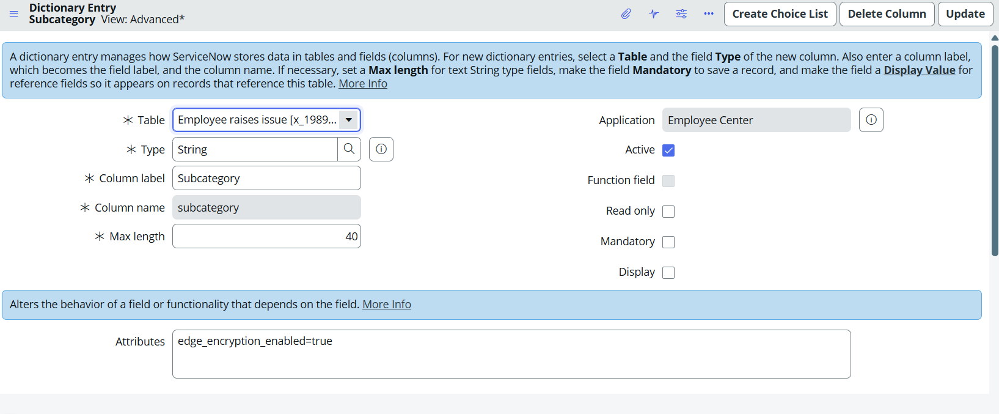 Dictionary Entry
Subcategory View: Advanced*
Create Choice List
Delete Column
Update
A dictionary entry manages how ServiceNow stores data in tables and fields (columns). For new dictionary entries, select a Table and the field Type of the new column. Also enter a column label,
which becomes the field label, and the column name. If necessary, set a Max length for text String type fields, make the field Mandatory to save a record, and make the field a Display Value for
reference fields so it appears on records that reference this table. More Info
Table
Employee raises issue [x_1989...
Type
String
Column label
Subcategory
Column name
subcategory
Max length
40
Application
Employee Center
Active
Function field
Read only
Mandatory
Display
Alters the behavior of a field or functionality that depends on the field. More Info
Attributes
edge_encryption_enabled=true